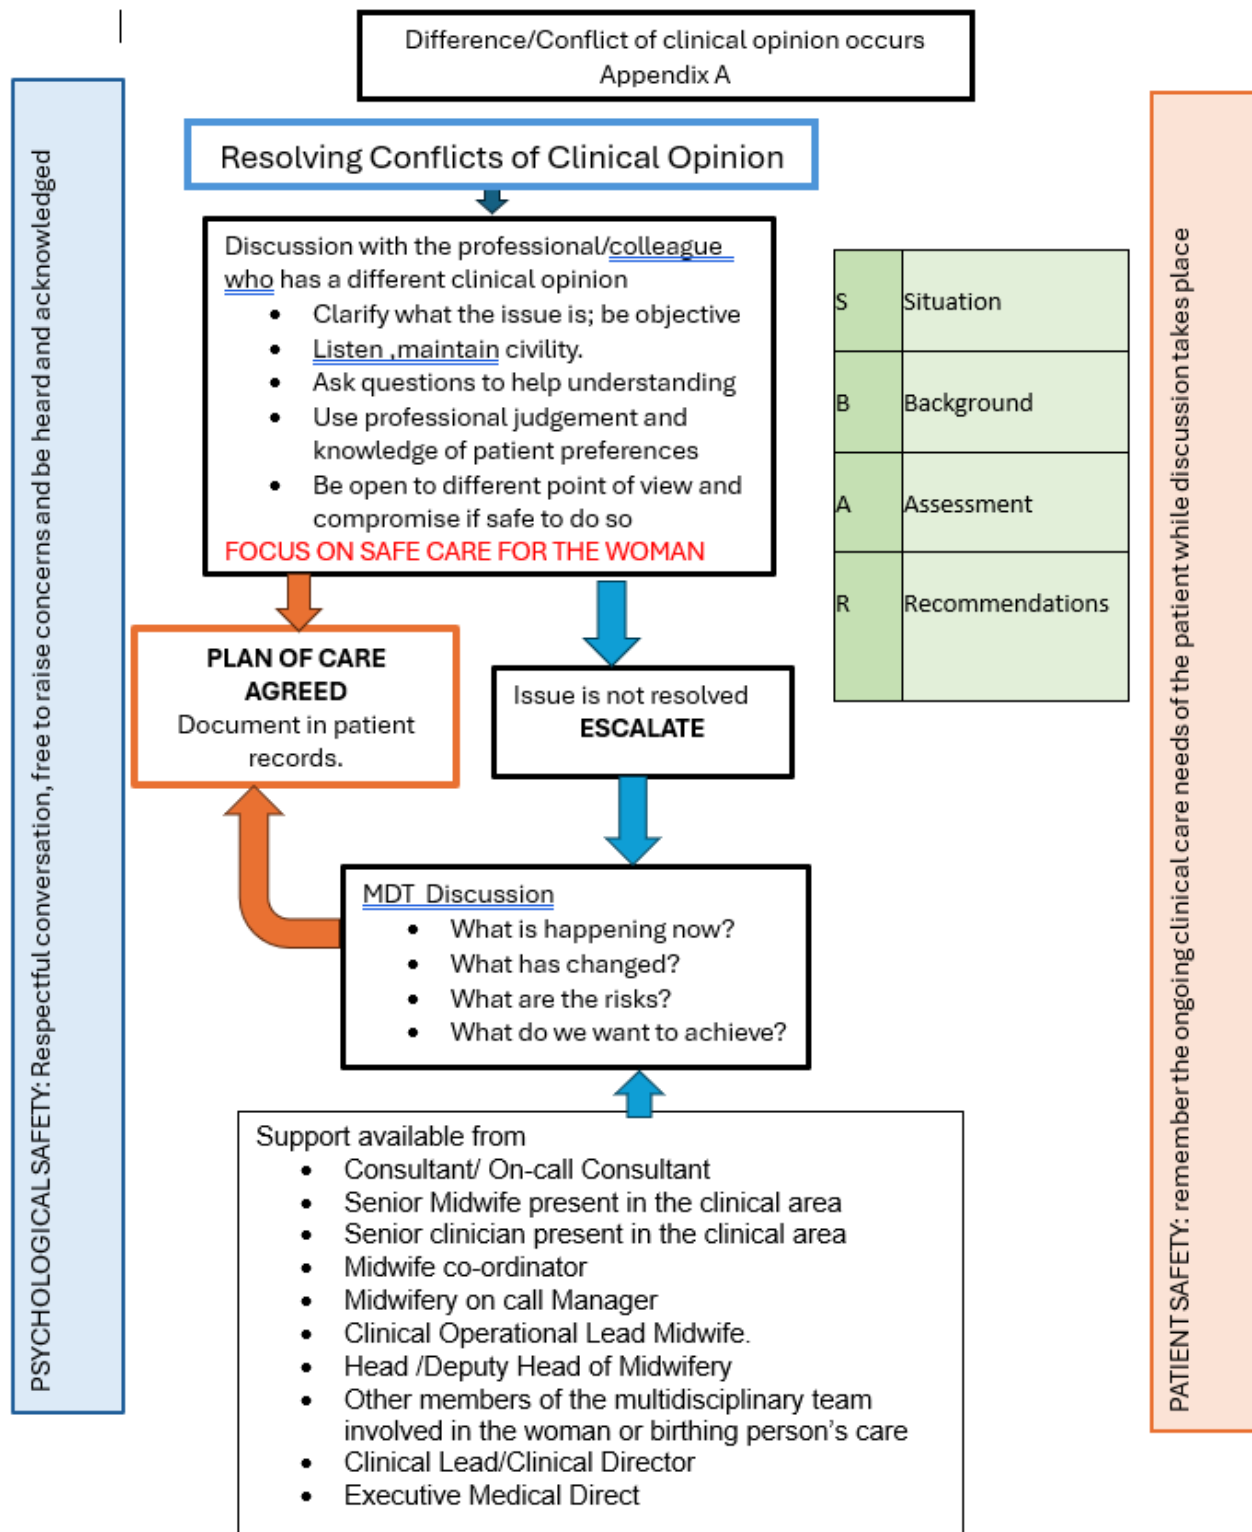 Difference/Conflict of clinical opinion occurs
Appendix A
PSYCHOLOGICAL SAFETY: Respectful conversation, free to raise concerns and be heard and acknowledged
Resolving Conflicts of Clinical Opinion
Discussion with the professional/colleague
who has a different clinical opinion
• Clarify what the issue is; be objective
• Listen ,maintain civility.
• Ask questions to help understanding
• Use professional judgement and
knowledge of patient preferences
• Be open to different point of view and
compromise if safe to do so
FOCUS ON SAFE CARE FOR THE WOMAN
S Situation
B Background
A Assessment
R Recommendations
PATIENT SAFETY: remember the ongoing clinical care needs of the patient while discussion takes place
PLAN OF CARE
AGREED
Document in patient
records.
Issue is not resolved
ESCALATE
MDT Discussion
• What is happening now?
• What has changed?
• What are the risks?
• What do we want to achieve?
Support available from
• Consultant/ On-call Consultant
• Senior Midwife present in the clinical area
• Senior clinician present in the clinical area
• Midwife co-ordinator
• Midwifery on call Manager
• Clinical Operational Lead Midwife.
• Head /Deputy Head of Midwifery
• Other members of the multidisciplinary team
involved in the woman or birthing person’s care
• Clinical Lead/Clinical Director
• Executive Medical Direct